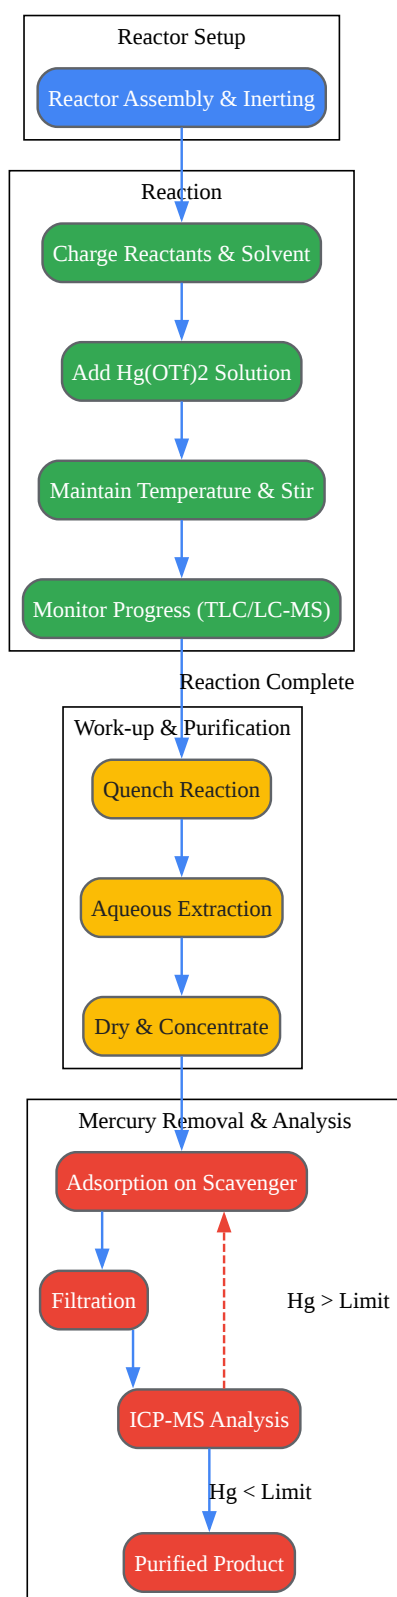 Reactor Setup
Reactor Assembly & Inerting
Reaction
Charge Reactants & Solvent
Add Hg(OTf)2 Solution
Maintain Temperature & Stir
Monitor Progress (TLC/LC-MS)
Reaction Complete
Work-up & Purification
Quench Reaction
Aqueous Extraction
Dry & Concentrate
Mercury Removal & Analysis
Adsorption on Scavenger
Filtration
Hg > Limit
ICP-MS Analysis
Hg < Limit
Purified Product